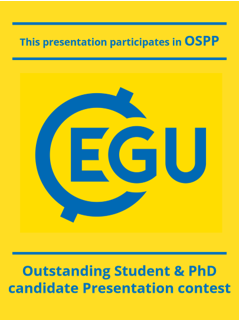 This presentation participates in OSPP
EGU
Outstanding Student & PhD
candidate Presentation contest